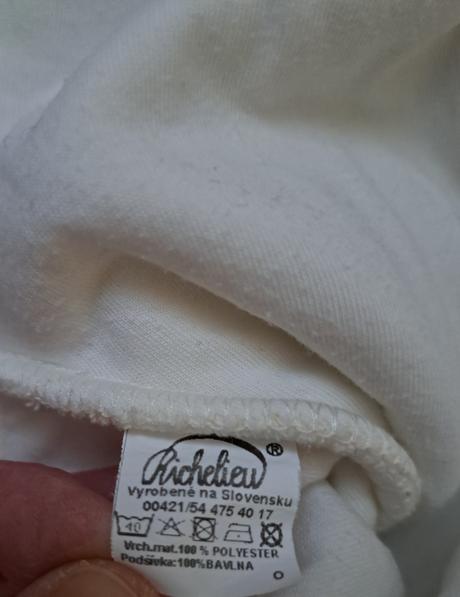 Richelieu ®
Vyrobené na Slovensku
00421/54 475 40 17
40
Vrch.mat.100 % POLYESTER
Podšívka:100%BAVLNA